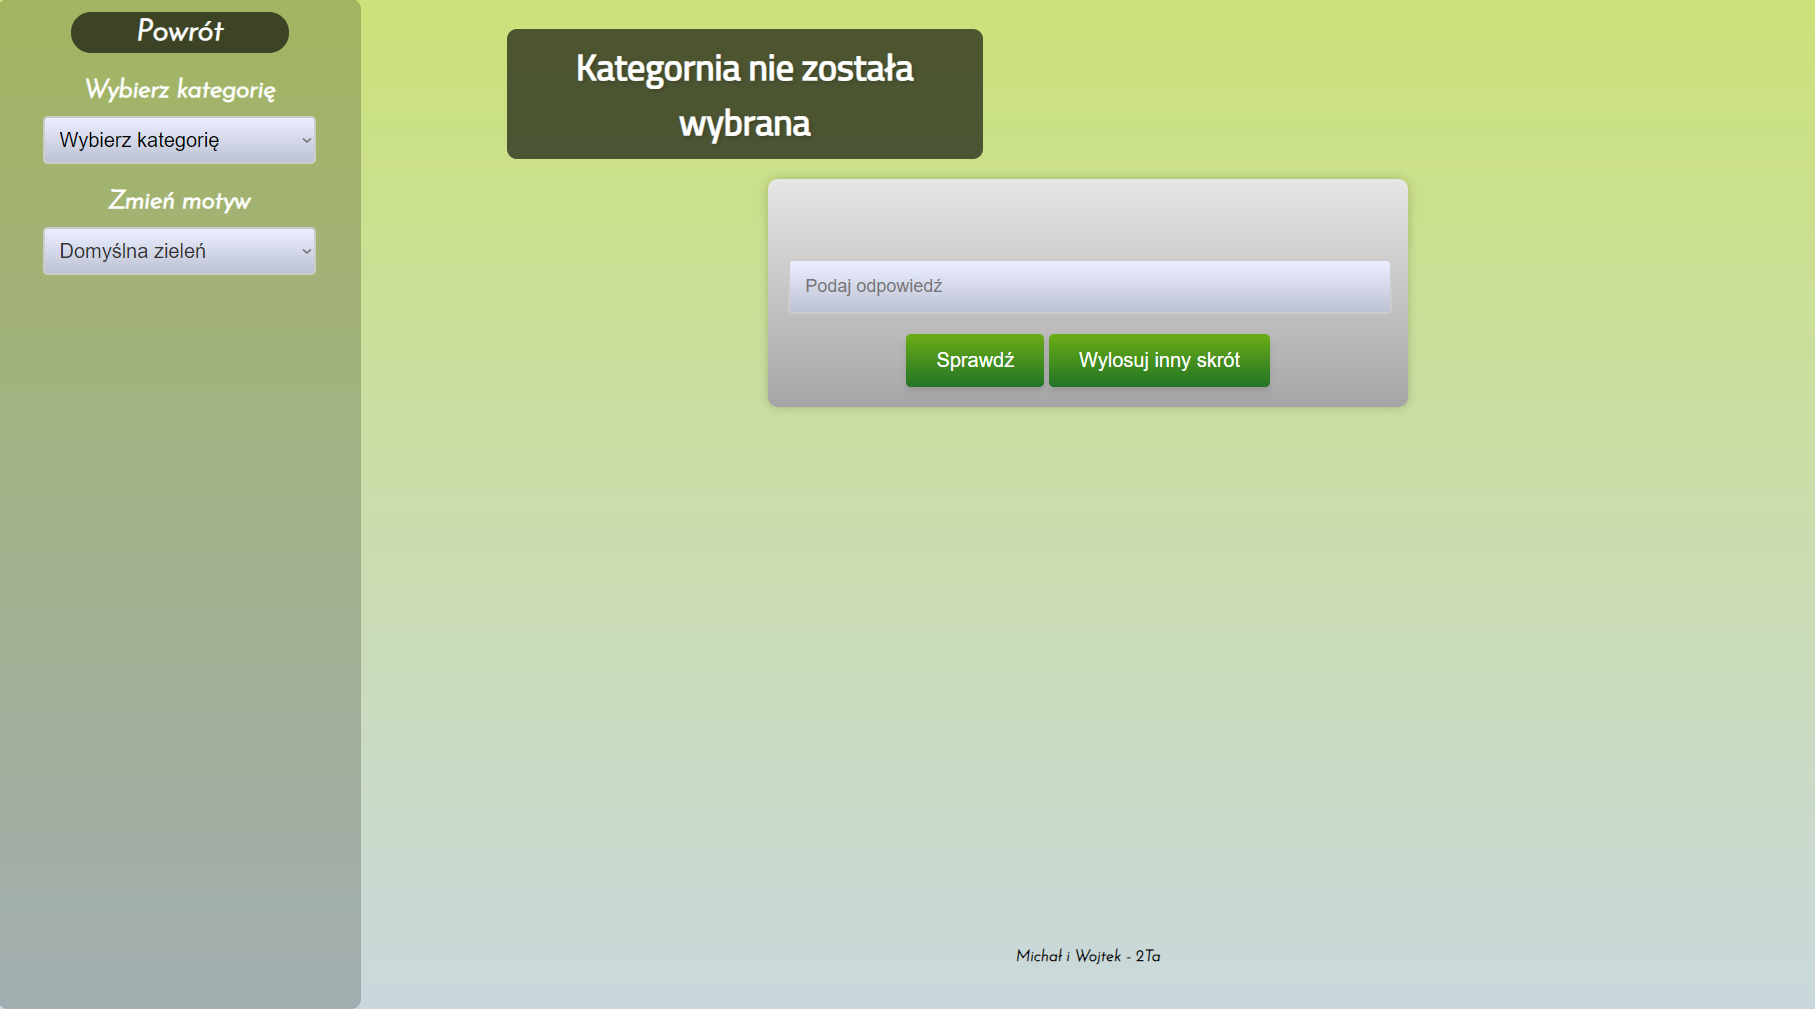 Powrót
Wybierz kategorię
Wybierz kategorię
Zmień motyw
Domyślna zieleń
Kategornia nie została
wybrana
Podaj odpowiedź
Sprawdź
Wylosuj inny skrót
Michał i Wojtek - 2Ta